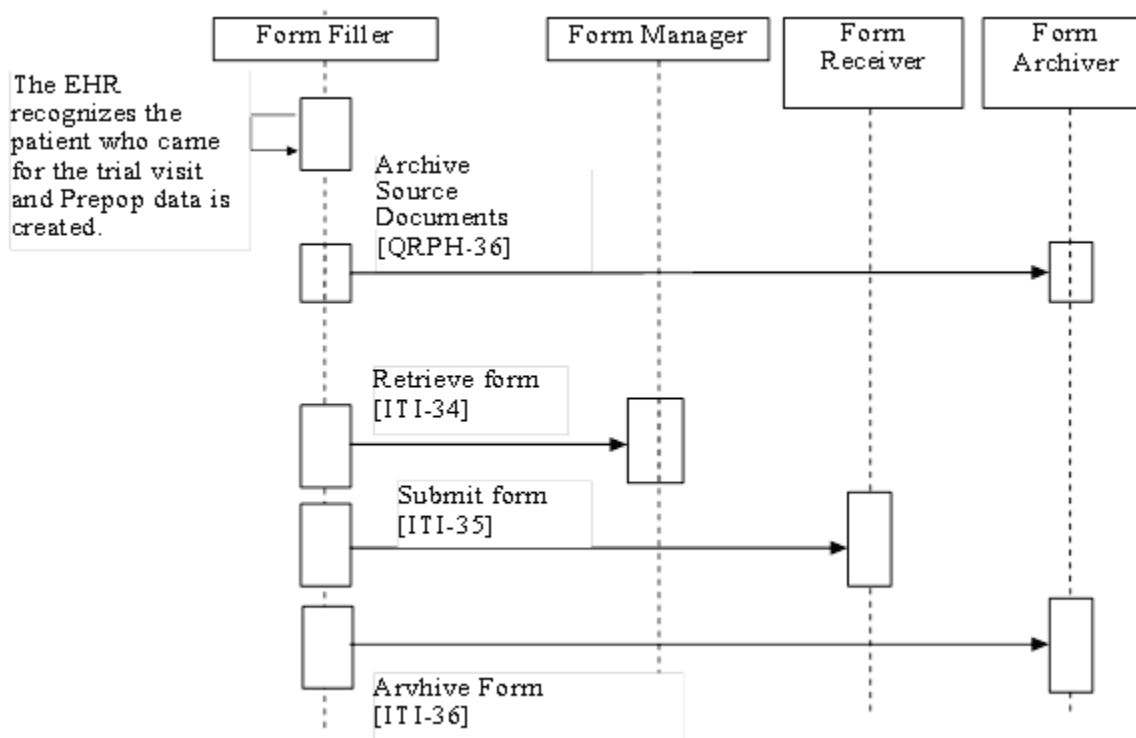 Form Filler
Form Manager
Form
Receiver
Form
Archiver
The EHR
recognizes the
patient who came
for the trial visit
and Prepop data is
created.
Archive
Source
Documents
[QRPH-36]
Retrieve form
[ITI-34]
Submit form
[ITI-35]
Arvhive Form
[ITI-36]